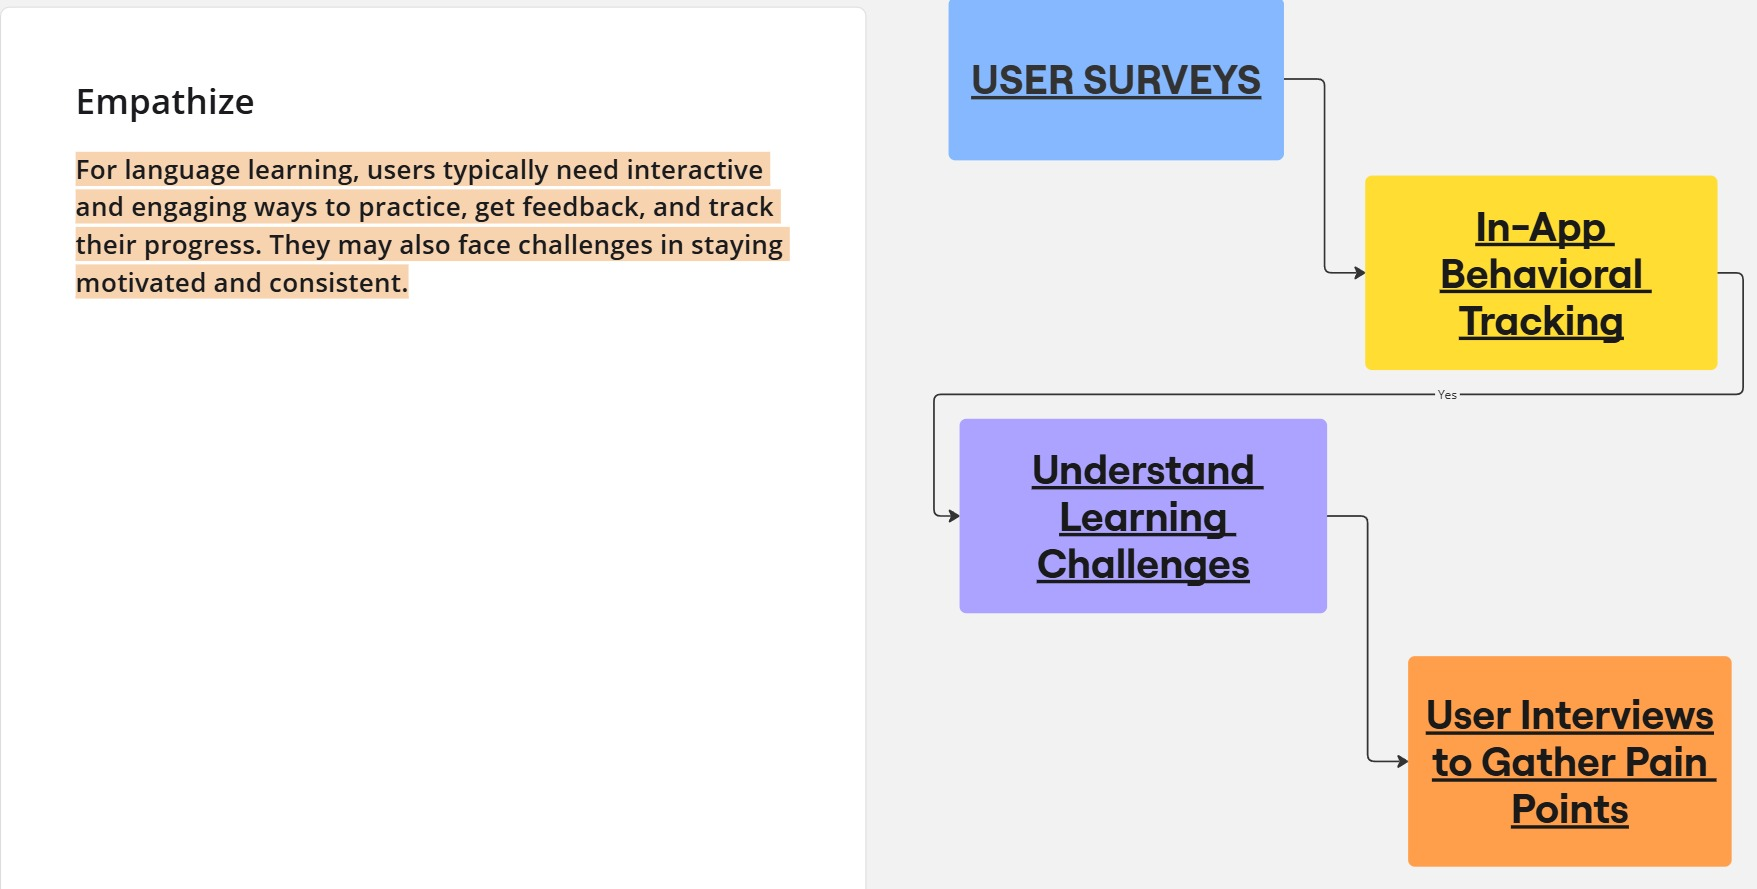 Empathize
For language learning, users typically need interactive
and engaging ways to practice, get feedback, and track
their progress. They may also face challenges in staying
motivated and consistent.
USER SURVEYS
In-App
Behavioral
Tracking
Yes
Understand
Learning
Challenges
User Interviews
to Gather Pain
Points